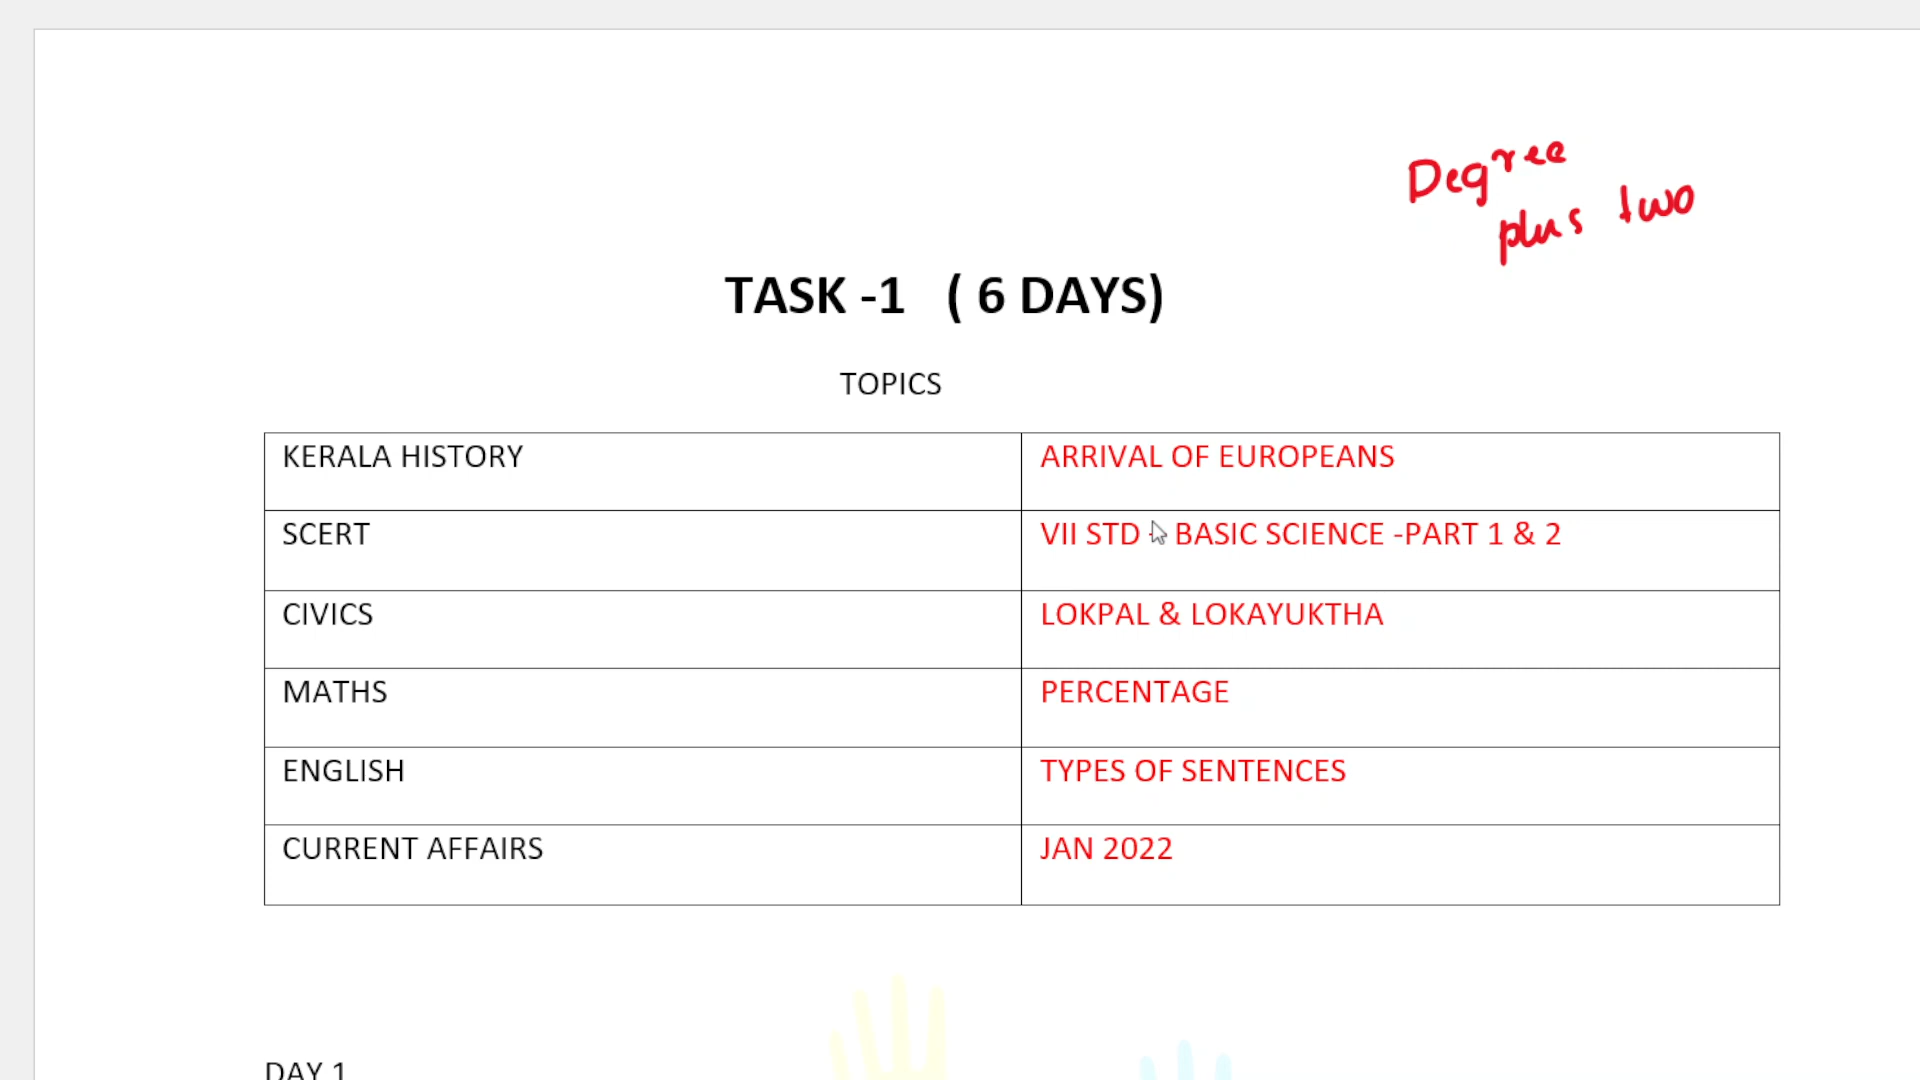 Degree
plus two
TASK -1 ( 6 DAYS)
TOPICS
KERALA HISTORY ARRIVAL OF EUROPEANS
SCERT VII STD - BASIC SCIENCE -PART 1 & 2
CIVICS LOKPAL & LOKAYUKTHA
MATHS PERCENTAGE
ENGLISH TYPES OF SENTENCES
CURRENT AFFAIRS JAN 2022
DAY 1